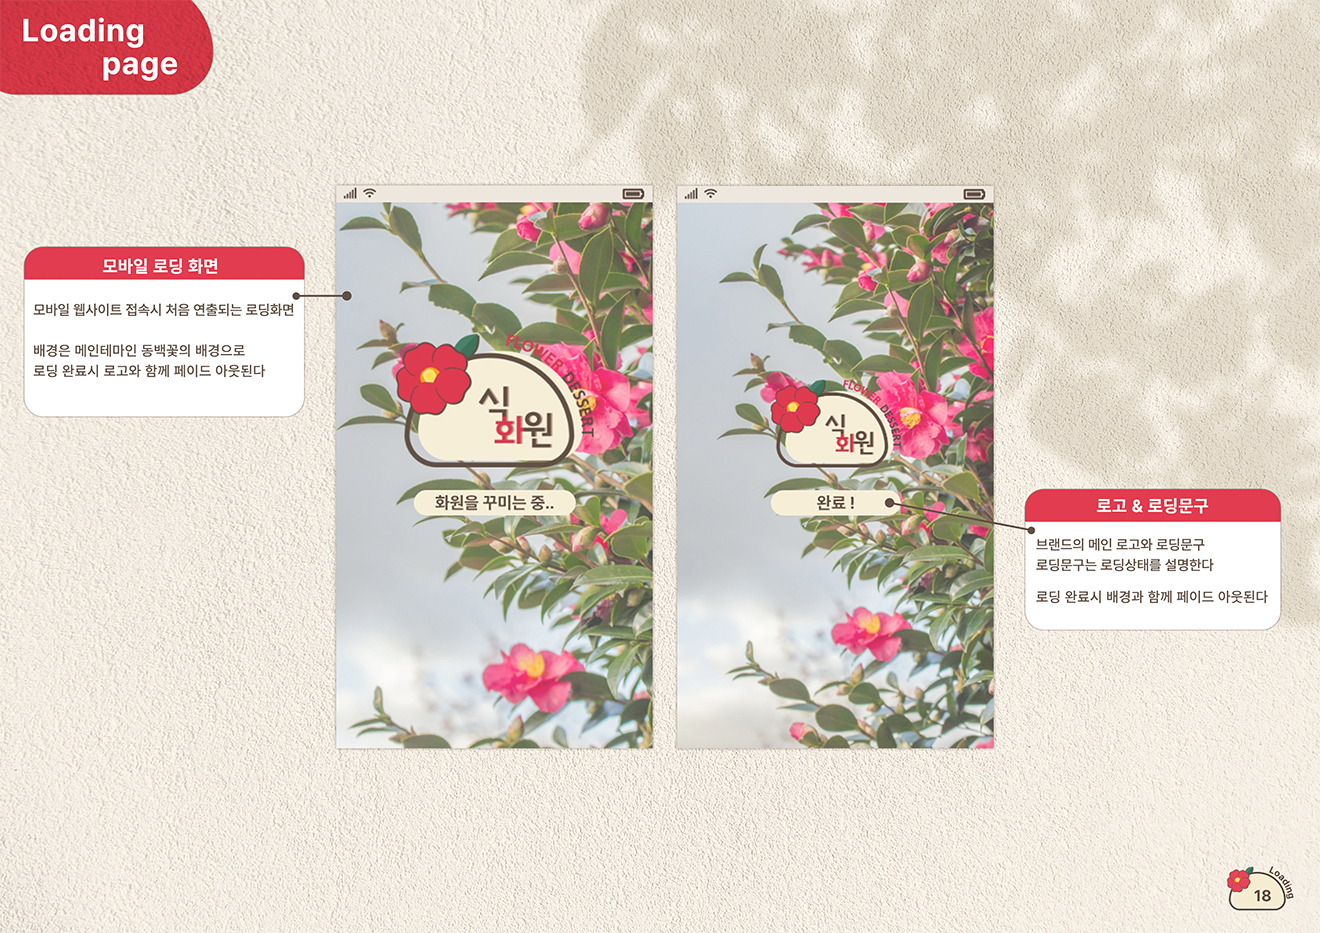 Loading
page
모바일 로딩 화면
모바일 웹사이트 접속시 처음 연출되는 로딩화면
배경은 메인테마인 동백꽃의 배경으로
로딩 완료시 로고와 함께 페이드 아웃된다
FLOWER DESSERT
식
화원
화원을 꾸미는 중..
FLOWER DESSERT
식
화원
완료 !
로고 & 로딩문구
브랜드의 메인 로고와 로딩문구
로딩문구는 로딩상태를 설명한다
로딩 완료시 배경과 함께 페이드 아웃된다
Loading
18